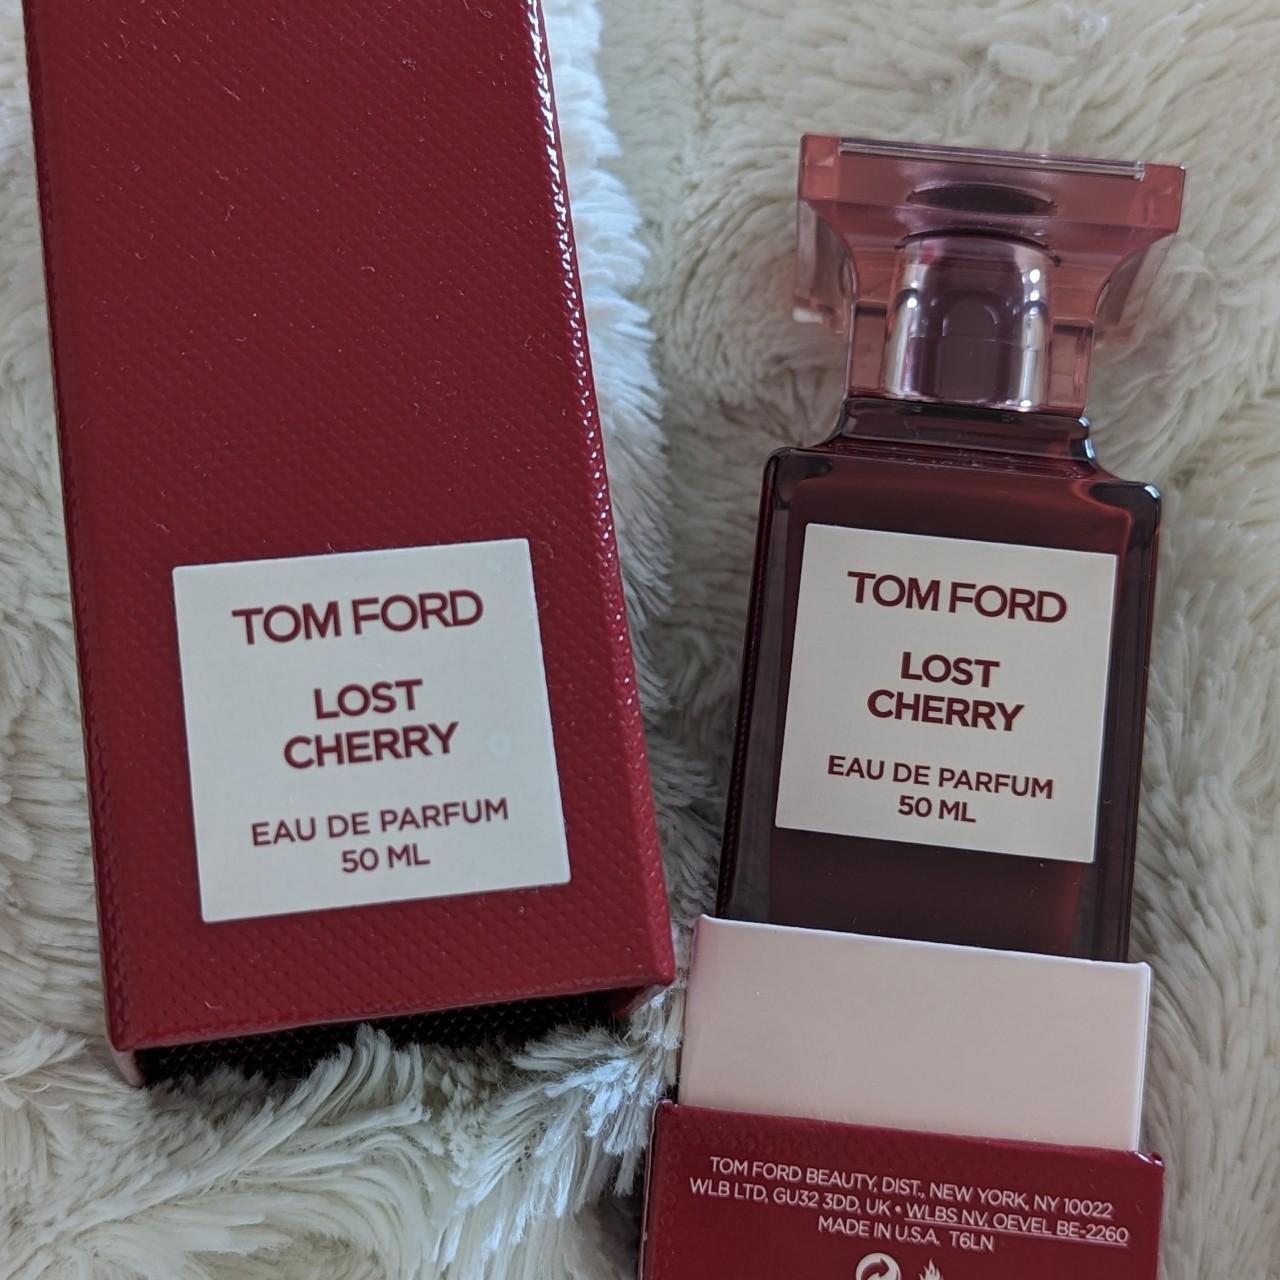 TOM FORD
LOST
CHERRY
EAU DE PARFUM
50 ML
TOM FORD
LOST
CHERRY
EAU DE PARFUM
50 ML
TOM FORD BEAUTY, DIST., NEW YORK, NY 10022
WLB LTD, GU32 3DD, UK • WLBS NV, OEVEL BE-2260
MADE IN U.S.A. T6LN